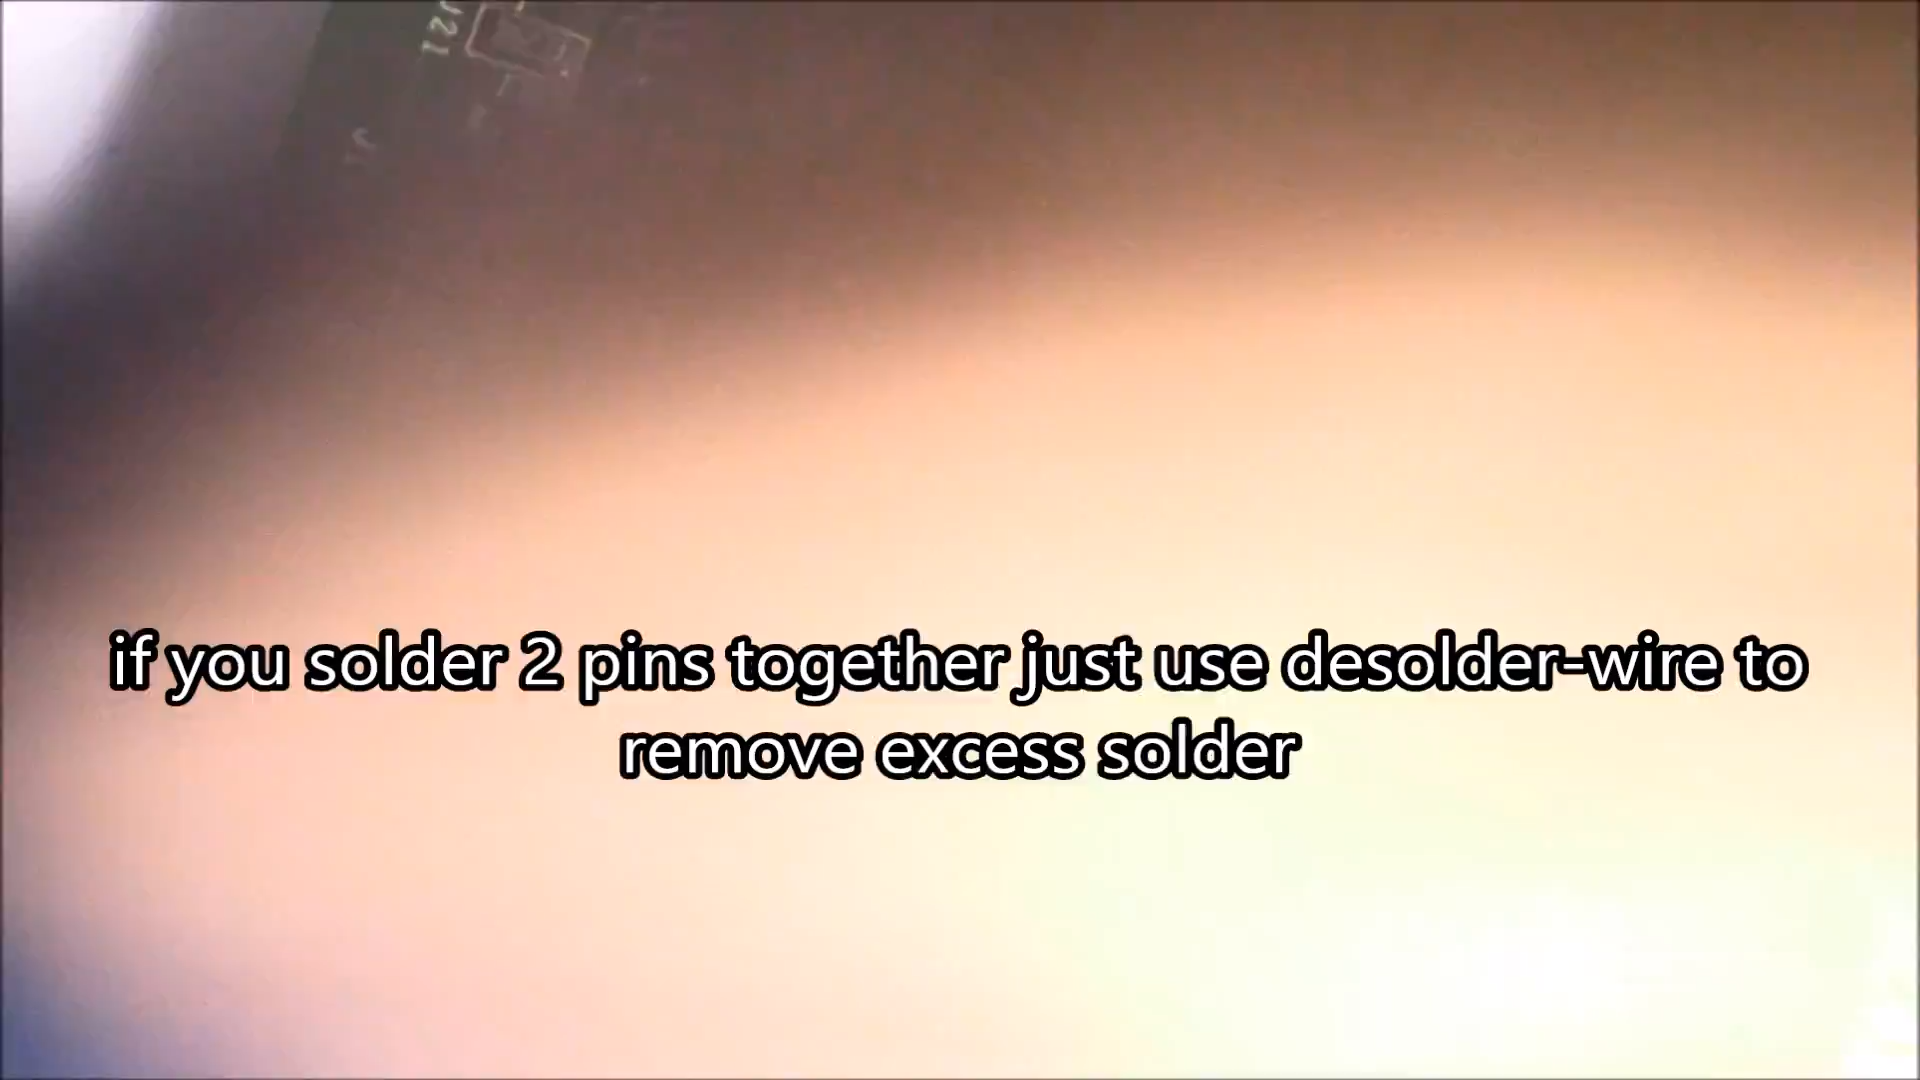 if you solder 2 pins together just use desolder-wire to
remove excess solder